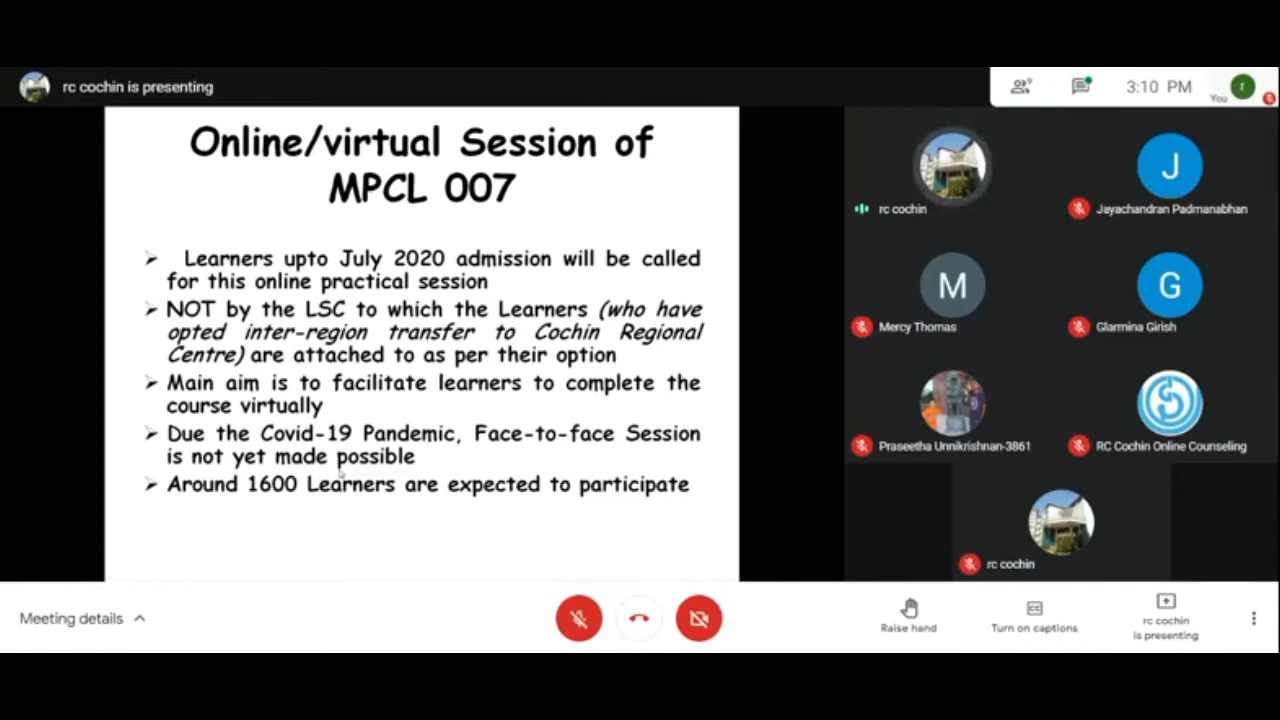 rc cochin is presenting
3:10 PM
You
r
Online/virtual Session of
MPCL 007
➢ Learners upto July 2020 admission will be called
for this online practical session
➢ NOT by the LSC to which the Learners (who have
opted inter-region transfer to Cochin Regional
Centre) are attached to as per their option
➢ Main aim is to facilitate learners to complete the
course virtually
➢ Due the Covid-19 Pandemic, Face-to-face Session
is not yet made possible
➢ Around 1600 Learners are expected to participate
rc cochin
J
Jayachandran Padmanabhan
M
Mercy Thomas
G
Glarmina Girish
Praseetha Unnikrishnan-3861
RC Cochin Online Counseling
rc cochin
Meeting details
Raise hand
CC
Turn on captions
rc cochin
is presenting